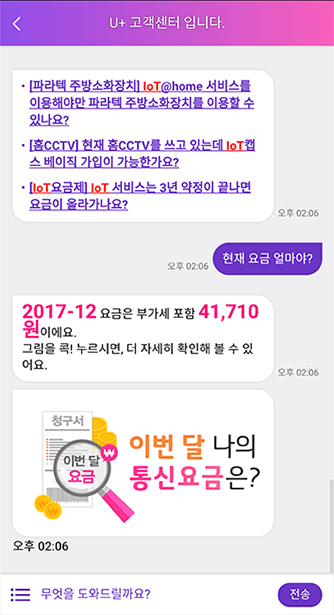 U+ 고객센터 입니다.
• [파라텍 주방소화장치] IoT@home 서비스를
이용해야만 파라텍 주방소화장치를 이용할 수
있나요?
• [홈CCTV] 현재 홈CCTV를 쓰고 있는데 IoT캡
스 베이직 가입이 가능한가요?
• [IoT요금제] IoT 서비스는 3년 약정이 끝나면
요금이 올라가나요?
오후 02:06
현재 요금 얼마야?
오후 02:06
2017-12 요금은 부가세 포함 41,710
원이에요.
그림을 콕! 누르시면, 더 자세히 확인해 볼 수 있
어요.
오후 02:06
청구서
이번 달
요금
₩
₩
이번 달 나의
통신요금은?
오후 02:06
무엇을 도와드릴까요?
전송